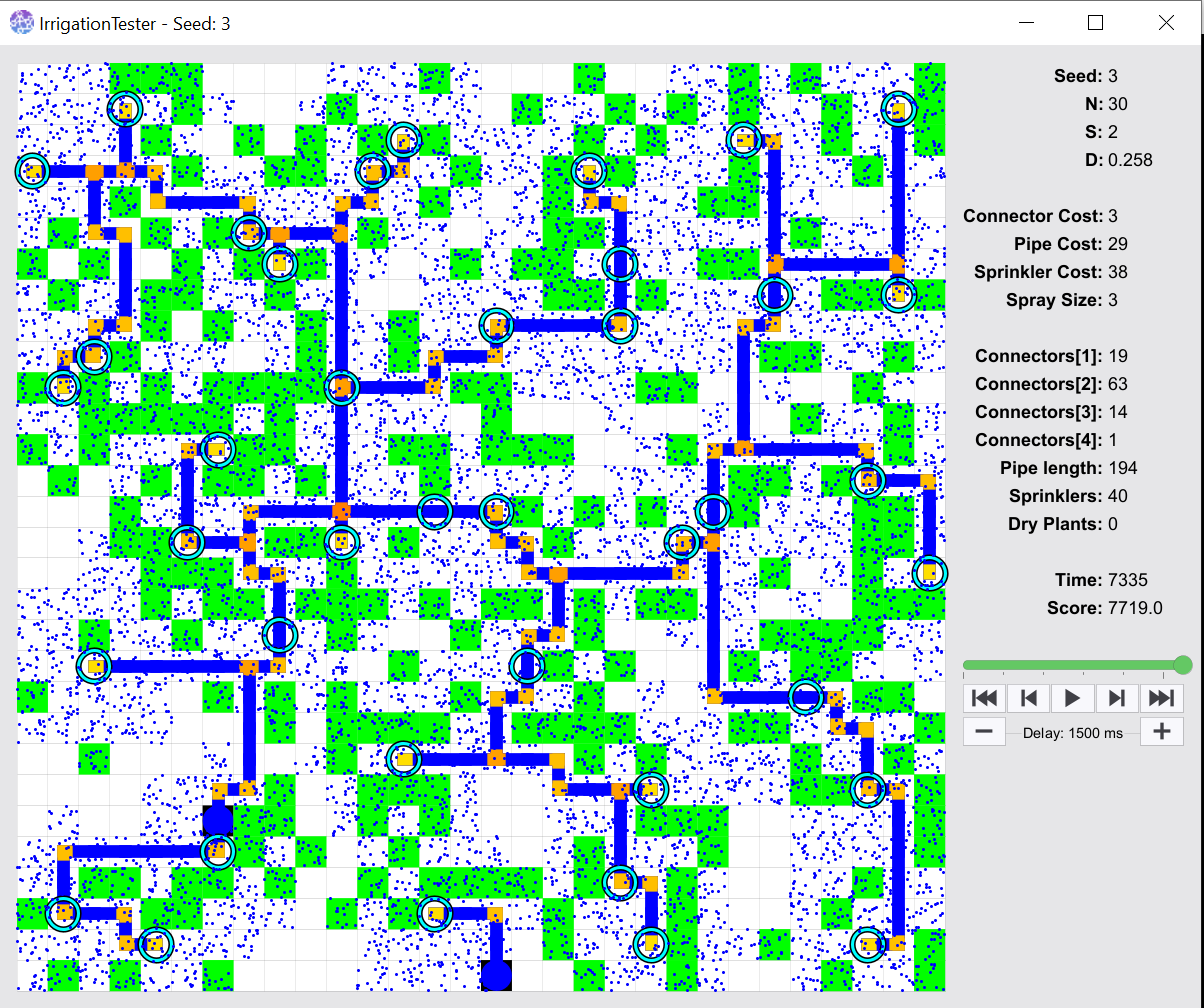 IrrigationTester - Seed: 3
Seed: 3
N: 30
S: 2
D: 0.258
Connector Cost: 3
Pipe Cost: 29
Sprinkler Cost: 38
Spray Size: 3
Connectors[1]: 19
Connectors[2]: 63
Connectors[3]: 14
Connectors[4]: 1
Pipe length: 194
Sprinklers: 40
Dry Plants: 0
Time: 7335
Score: 7719.0
Delay: 1500 ms